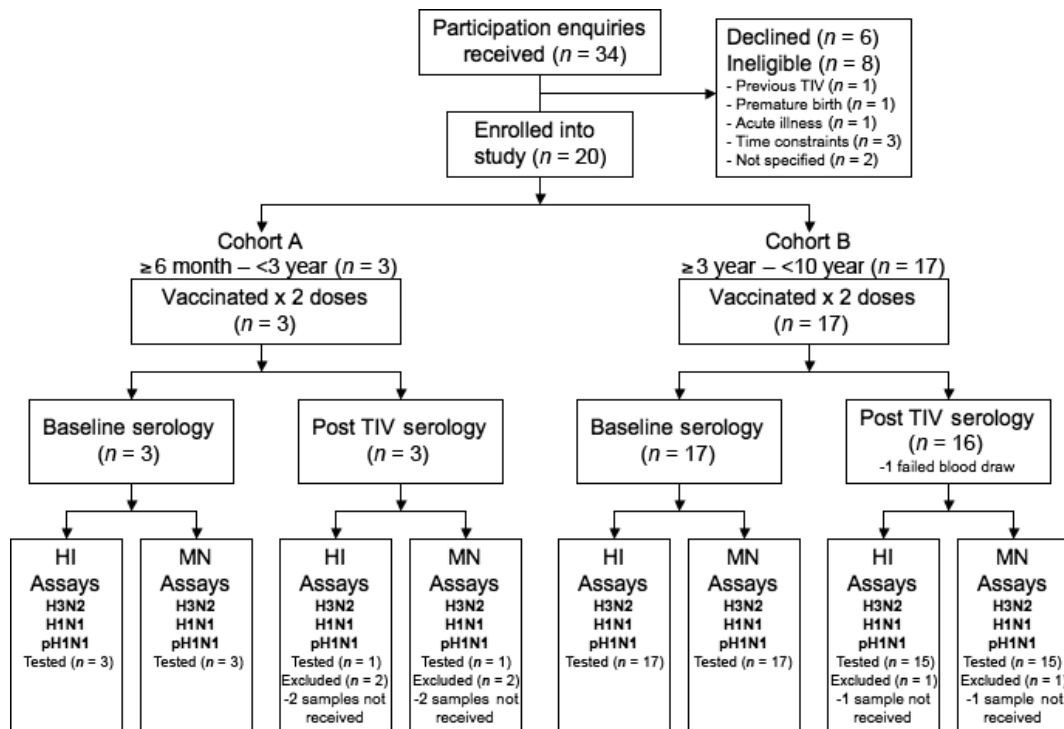 Participation enquiries
received (n = 34)
Declined (n = 6)
Ineligible (n = 8)
- Previous TIV (n = 1)
- Premature birth (n = 1)
- Acute illness (n = 1)
- Time constraints (n = 3)
- Not specified (n = 2)
Enrolled into
study (n = 20)
Cohort A
≥6 month – <3 year (n = 3)
Vaccinated x 2 doses
(n = 3)
Cohort B
≥3 year – <10 year (n = 17)
Vaccinated x 2 doses
(n = 17)
Baseline serology
(n = 3)
Post TIV serology
(n = 3)
Baseline serology
(n = 17)
Post TIV serology
(n = 16)
-1 failed blood draw
HI
Assays
H3N2
H1N1
pH1N1
Tested (n = 3)
MN
Assays
H3N2
H1N1
pH1N1
Tested (n = 3)
HI
Assays
H3N2
H1N1
pH1N1
Tested (n = 1)
Excluded (n = 2)
-2 samples not
received
MN
Assays
H3N2
H1N1
pH1N1
Tested (n = 1)
Excluded (n = 2)
-2 samples not
received
HI
Assays
H3N2
H1N1
pH1N1
Tested (n = 17)
MN
Assays
H3N2
H1N1
pH1N1
Tested (n = 17)
HI
Assays
H3N2
H1N1
pH1N1
Tested (n = 15)
Excluded (n = 1)
-1 sample not
received
MN
Assays
H3N2
H1N1
pH1N1
Tested (n = 15)
Excluded (n = 1)
-1 sample not
received